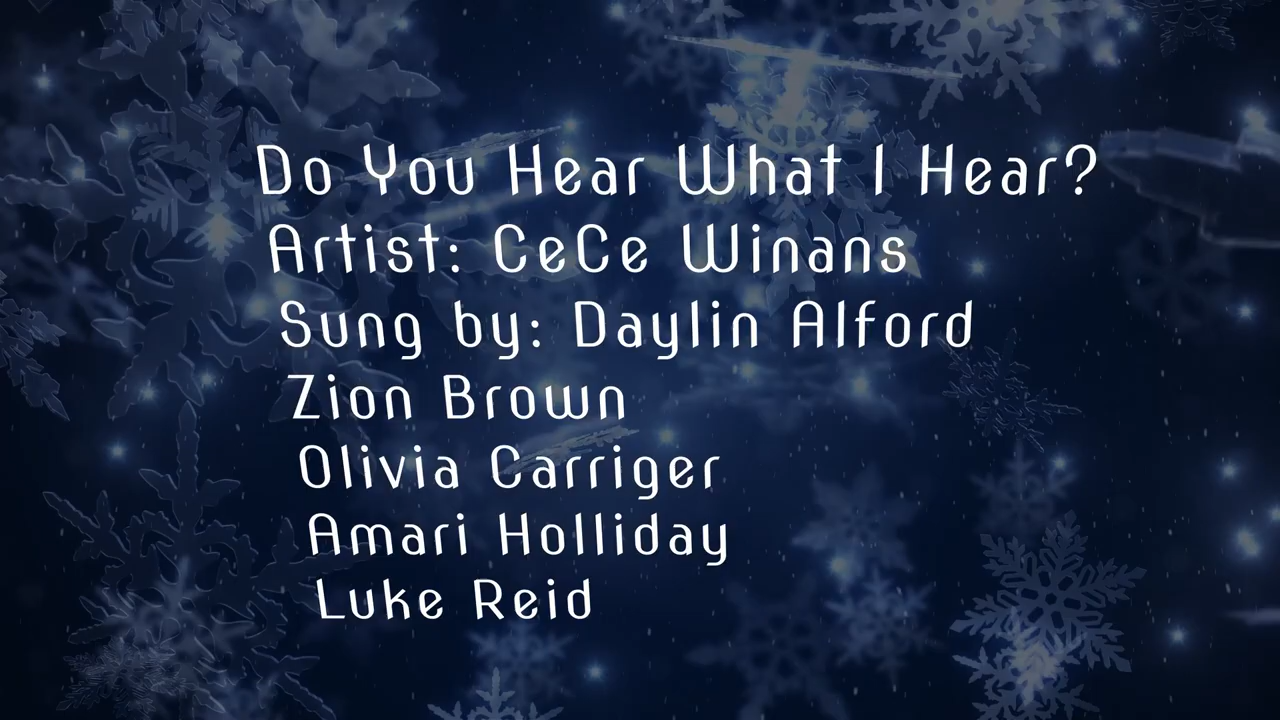 Do You Hear What I Hear?
Artist: CeCe Winans
Sung by: Daylin Alford
Zion Brown
Olivia Carriger
Amari Holliday
Luke Reid